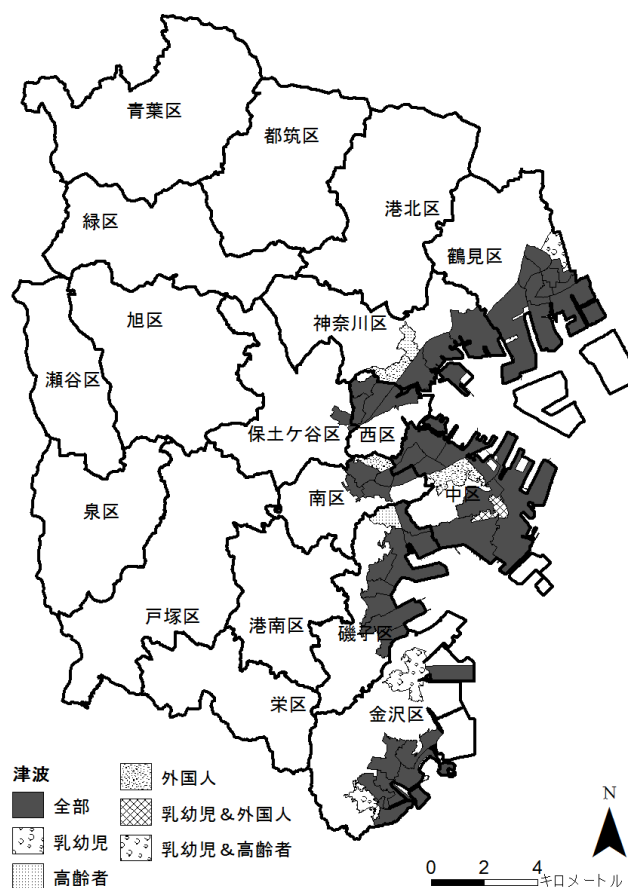 青葉区
都筑区
港北区
緑区
鶴見区
旭区
神奈川区
瀬谷区
保土ケ谷区
西区
泉区
南区
中区
戸塚区
港南区
磯子区
栄区
金沢区
津波
全部
乳幼児
高齢者
外国人
乳幼児&外国人
乳幼児&高齢者
N
0 2 4
キロメートル